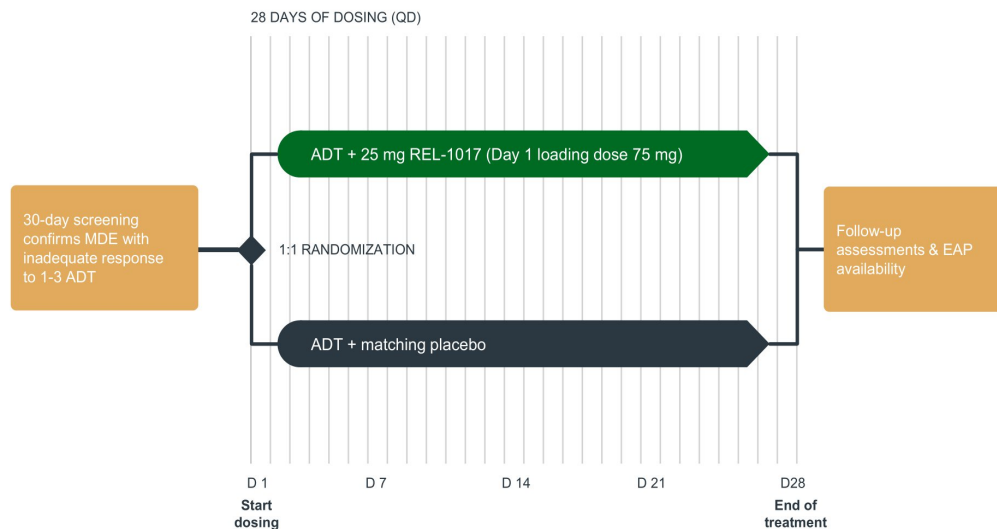 28 DAYS OF DOSING (QD)
ADT + 25 mg REL-1017 (Day 1 loading dose 75 mg)
30-day screening
confirms MDE with
inadequate response
to 1-3 ADT
1:1 RANDOMIZATION
Follow-up
assessments & EAP
availability
ADT + matching placebo
D 1
D 7
D 14
D 21
D28
Start
dosing
End of
treatment